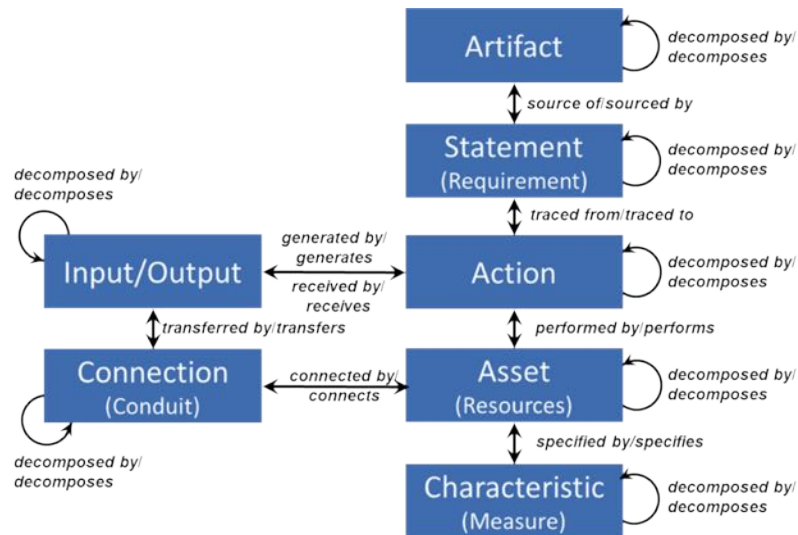 Artifact
decomposed by/
decomposes
source of/sourced by
Statement
(Requirement)
decomposed by/
decomposes
traced from/traced to
decomposed by/
decomposes
Input/Output
generated by/
generates
received by/
receives
Action
decomposed by/
decomposes
transferred by/transfers
performed by/performs
Connection
(Conduit)
connected by/
connects
Asset
(Resources)
decomposed by/
decomposes
decomposed by/
decomposes
specified by/specifies
Characteristic
(Measure)
decomposed by/
decomposes